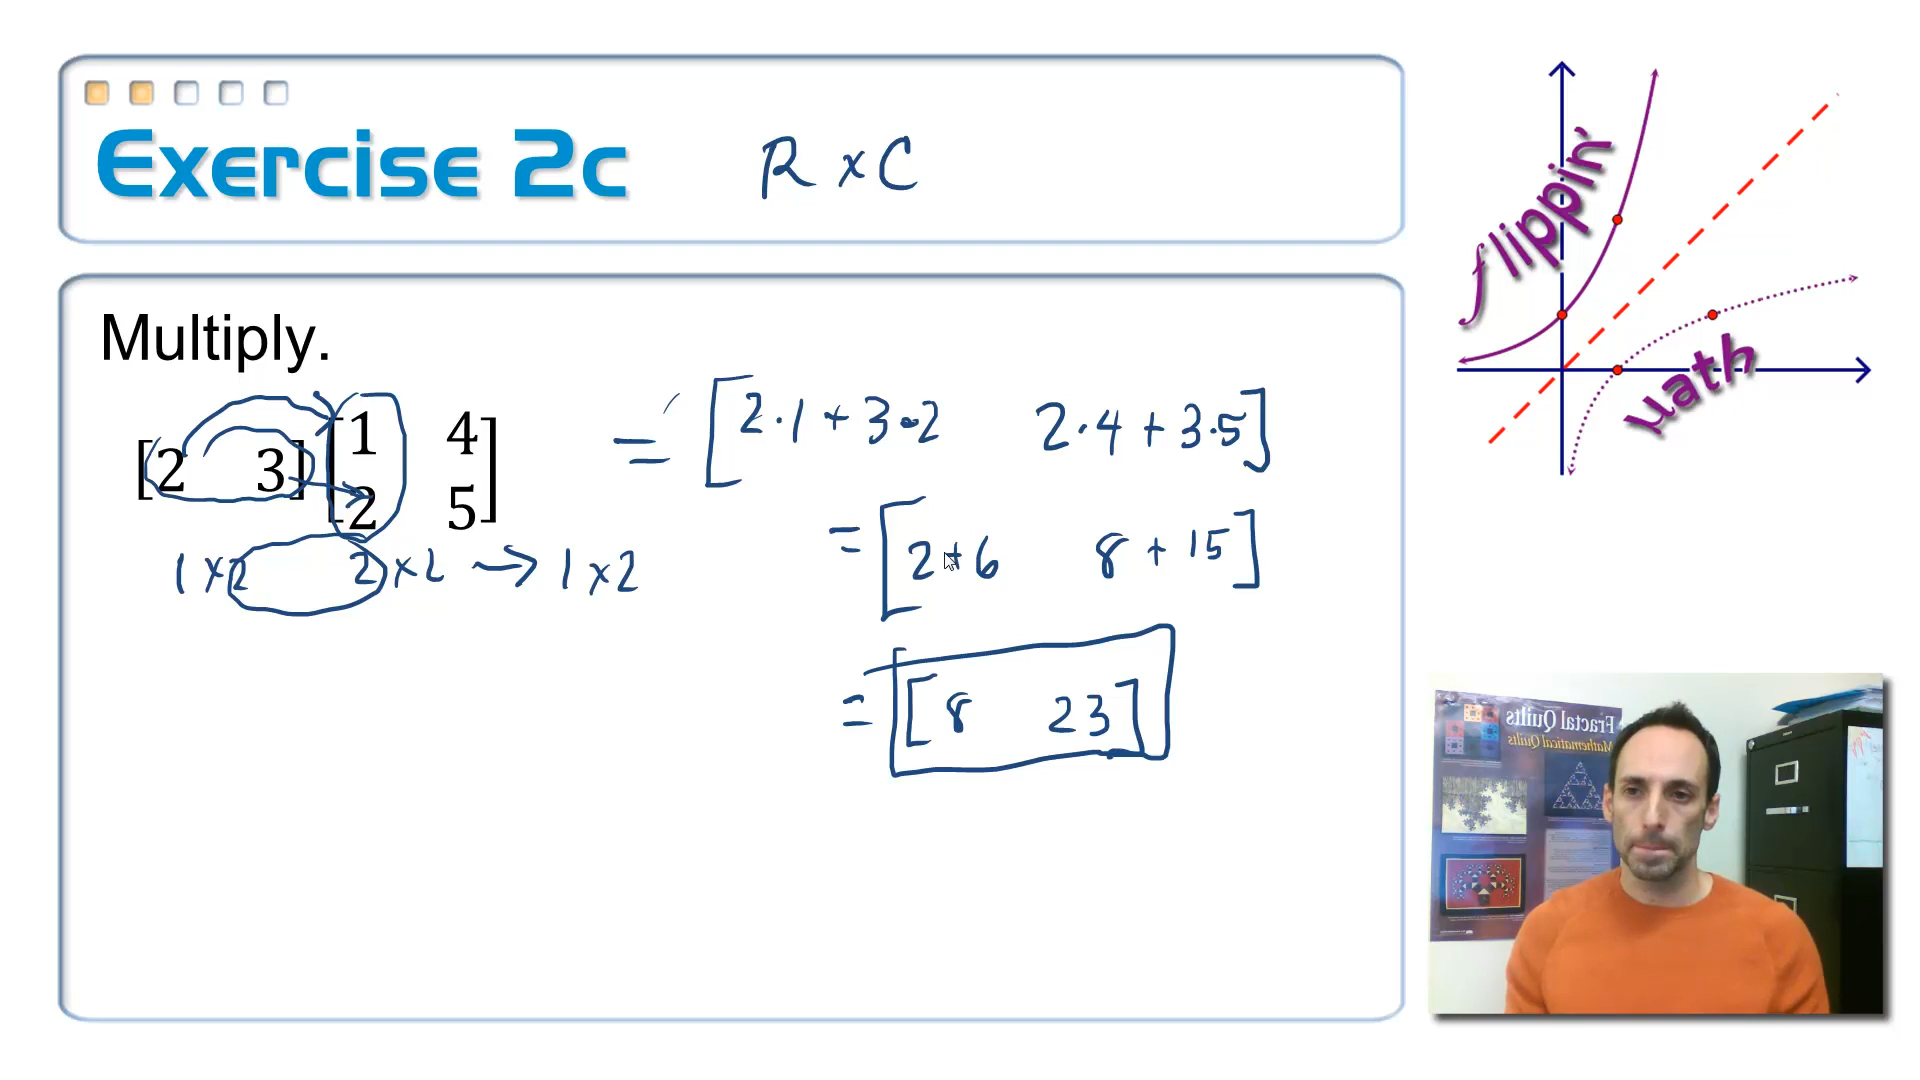 Exercise 2c R x C
flippin'
math
Multiply.
[2 3] [1 4
2 5]
= [2·1 + 3·2 2·4 + 3·5]
1 x 2 2 x 2 → 1 x 2
= [2 + 6 8 + 15]
= [8 23]
Fractal Quilts
Mathematical Quilts